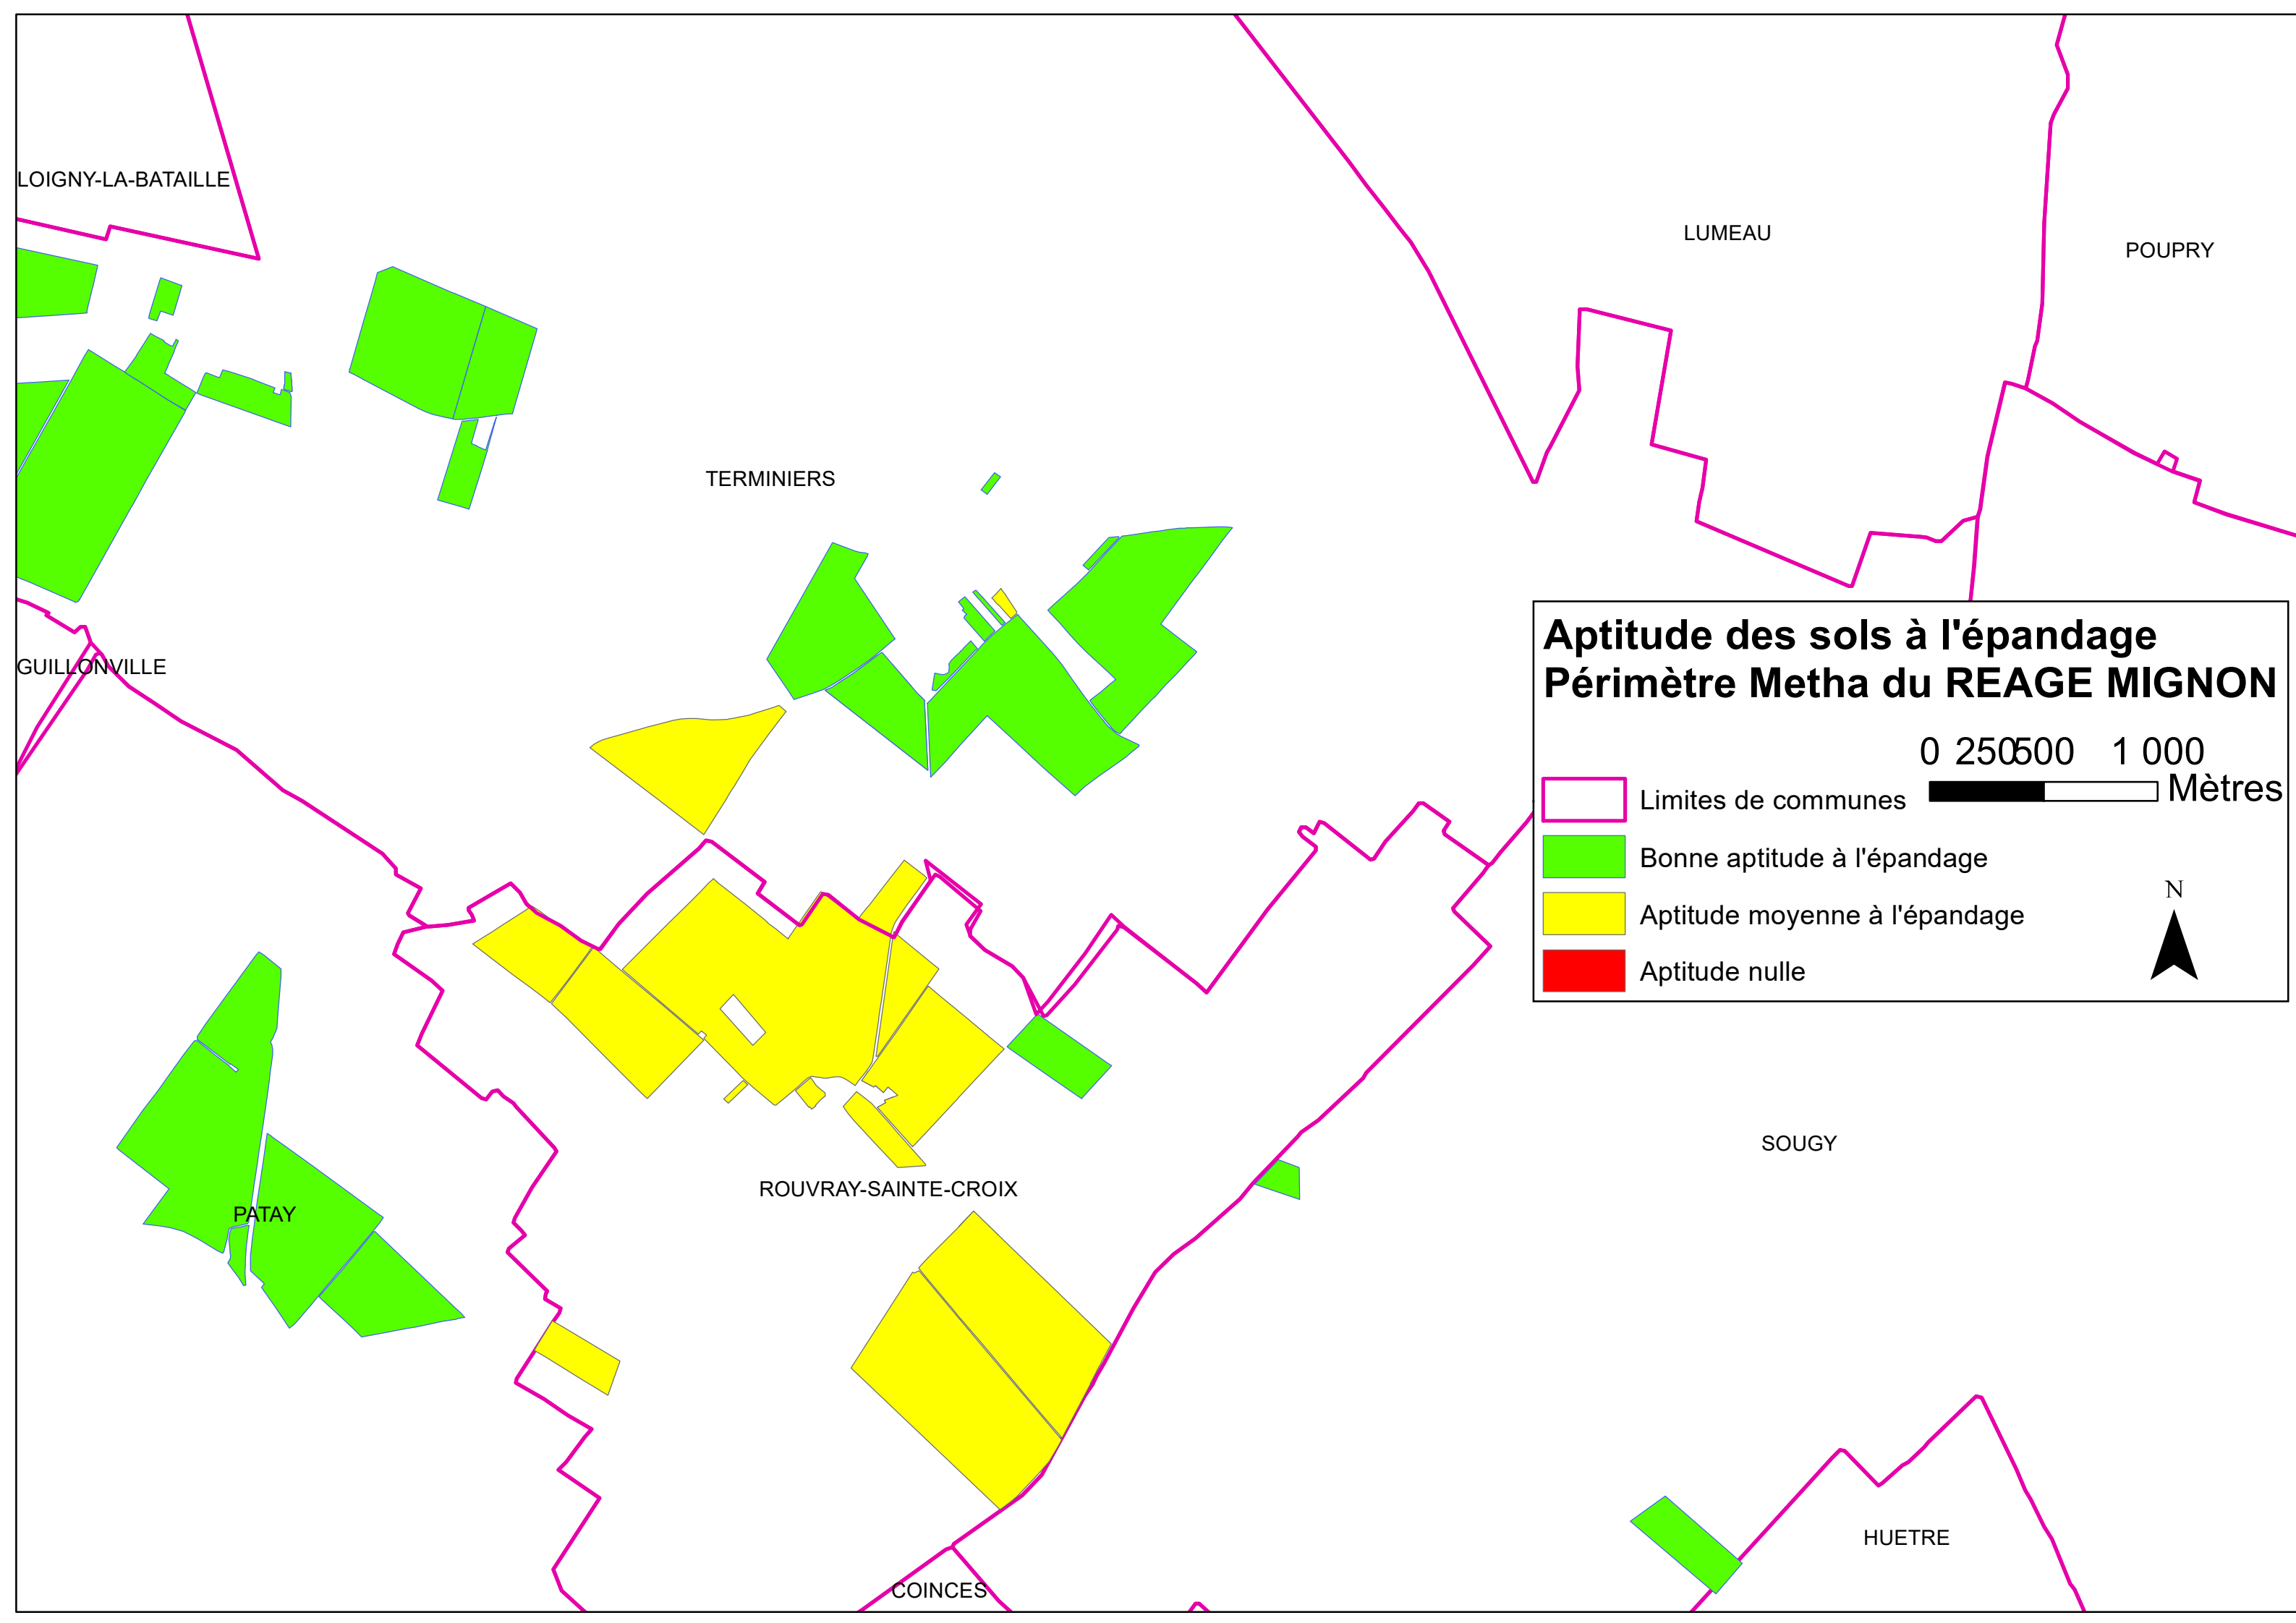 LOIGNY-LA-BATAILLE
LUMEAU
POUPRY
TERMINIERS
GUILLONVILLE
Aptitude des sols à l'épandage
Périmètre Metha du REAGE MIGNON
0 250500 1 000
Mètres
Limites de communes
Bonne aptitude à l'épandage
Aptitude moyenne à l'épandage
Aptitude nulle
N
SOUGY
ROUVRAY-SAINTE-CROIX
PATAY
HUETRE
COINCES